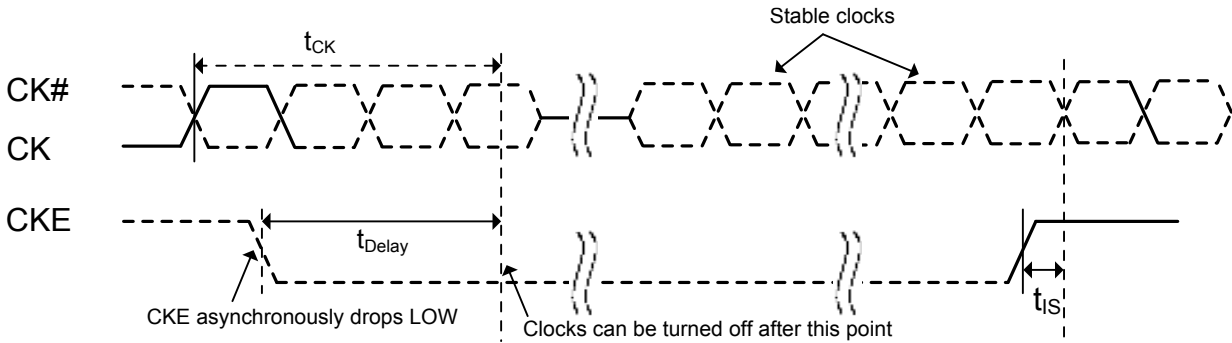 Stable clocks
tCK
CK#
CK
CKE
tDelay
tIS
CKE asynchronously drops LOW
Clocks can be turned off after this point